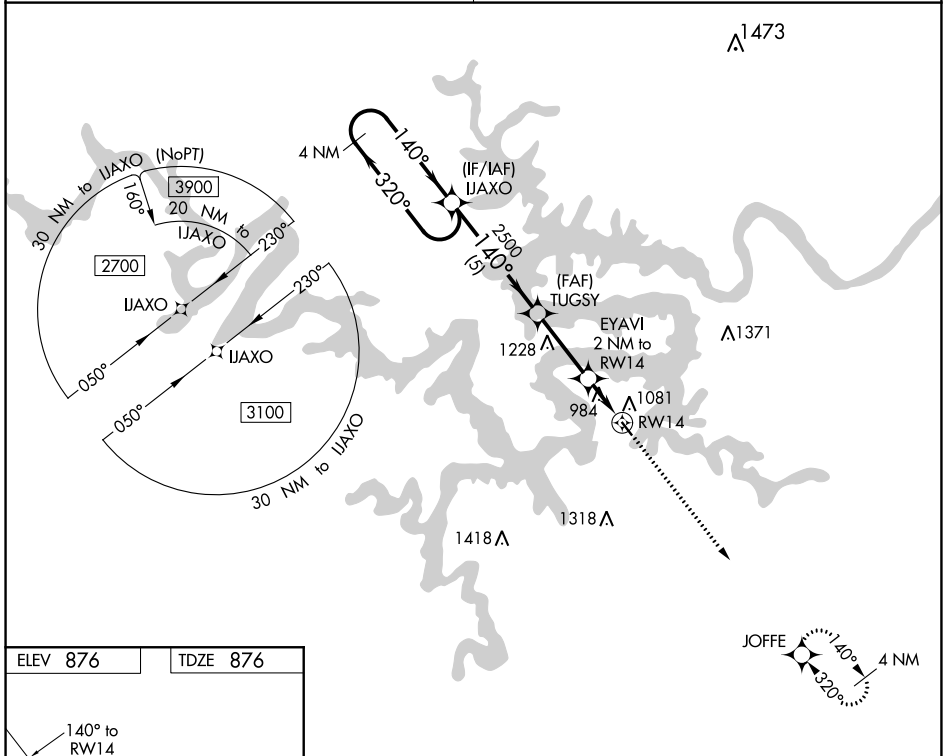 1473
4 NM
140°
320°
(IF/IAF)
IJAXO
30 NM to IJAXO (NoPT)
3900
160°
20 NM to
IJAXO
230°
2700
IJAXO
050°
2500
140°
(5)
(FAF)
TUGSY
230°
IJAXO
050°
3100
30 NM to IJAXO
EYAVI
2 NM to
RW14
1228
1371
984
1081
RW14
1318
1418
JOFFE
140°
4 NM
320°
ELEV 876
TDZE 876
140° to
RW14